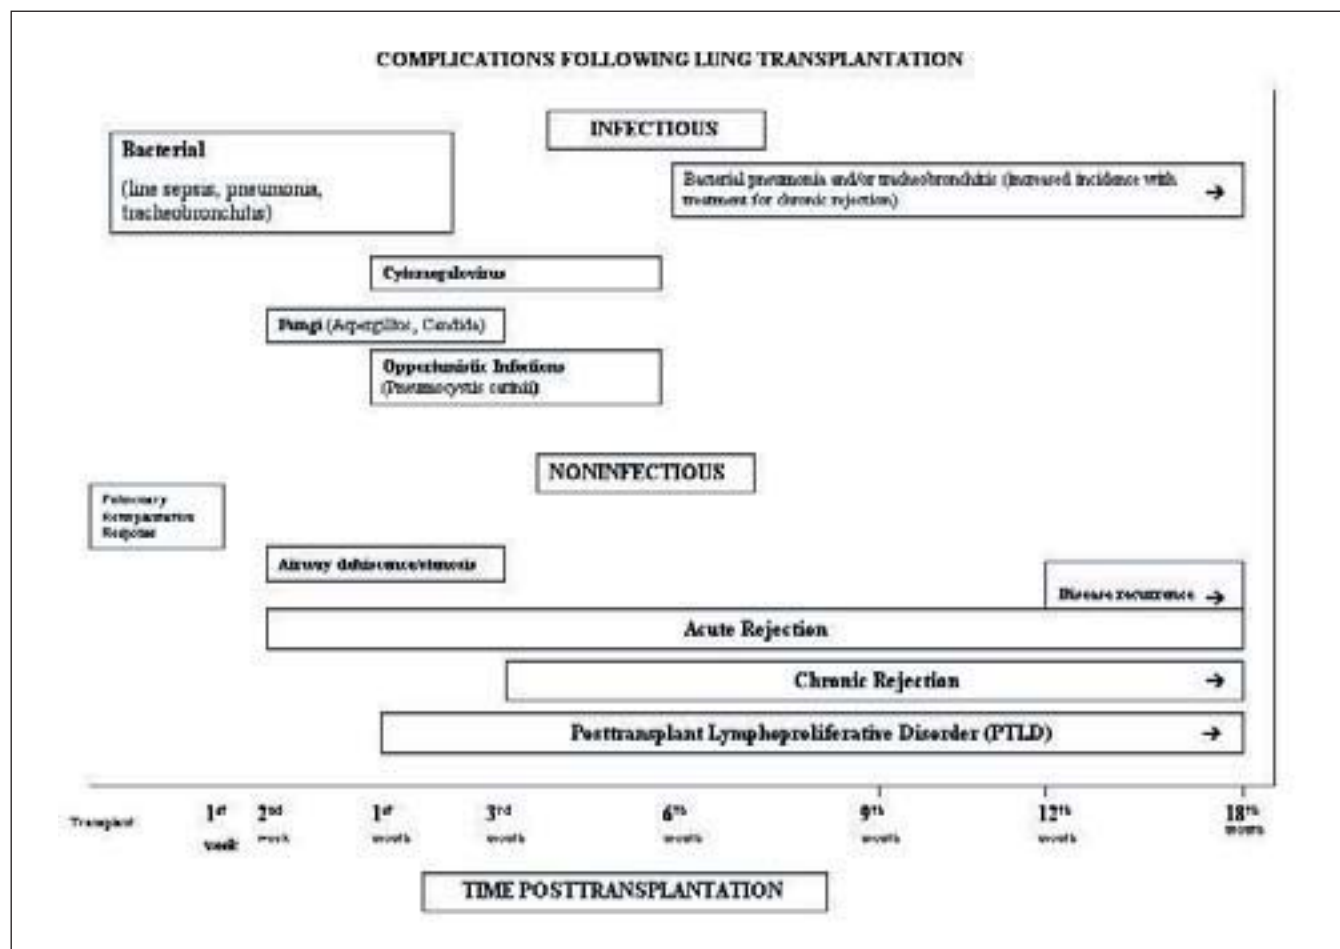 COMPLICATIONS FOLLOWING LUNG TRANSPLANTATION
INFECTIOUS
Bacterial
(line sepsis, pneumonia,
tracheobronchitis)
Bacterial pneumonia and/or tracheobronchitis (increased incidence with
treatment for chronic rejection) →
Cytomegalovirus
Fungi (Aspergillus, Candida)
Opportunistic Infections
(Pneumocystis carinii)
NONINFECTIOUS
Pulmonary
Reimplantation
Response
Airway dehiscence/stenosis
Disease recurrence →
Acute Rejection
Chronic Rejection →
Posttransplant Lymphoproliferative Disorder (PTLD) →
Transplant 1st 2nd 1st 3rd 6th 9th 12th 18th
week week month month month month month month
TIME POSTTRANSPLANTATION